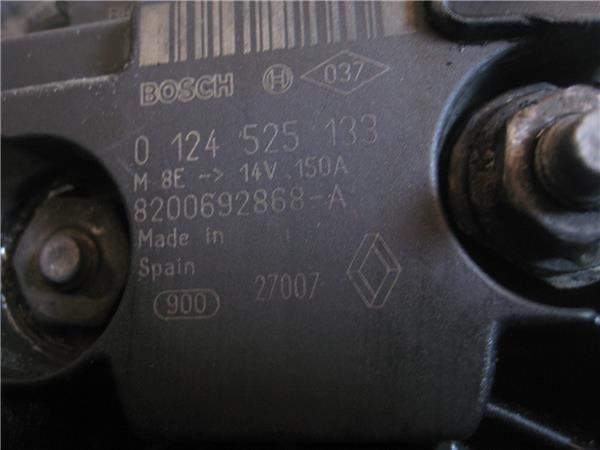 BOSCH 037
0 124 525 133
M 8E -> 14V 150A
8200692868-A
Made in
Spain
900 27007